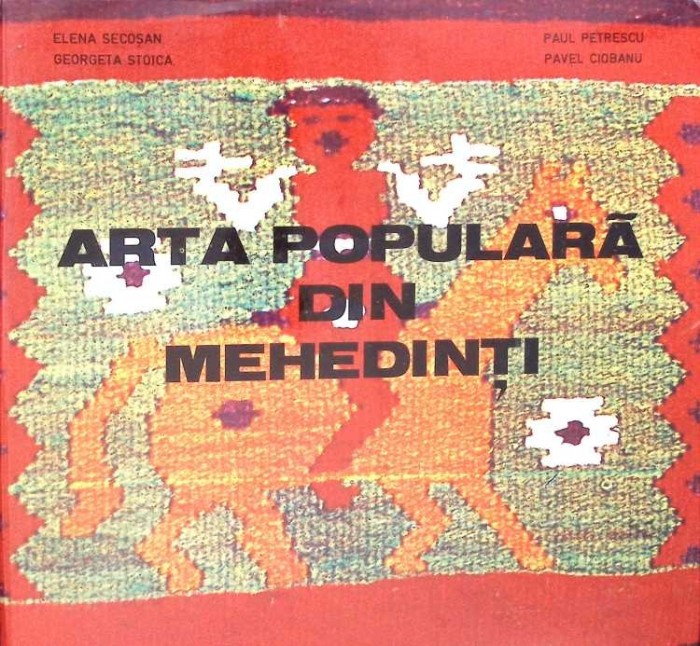 ELENA SECOȘAN
GEORGETA STOICA
PAUL PETRESCU
PAVEL CIOBANU
ARTA POPULARĂ
DIN
MEHEDINȚI